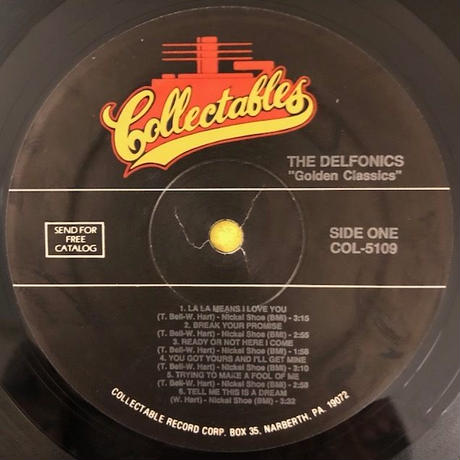 Collectables
THE DELFONICS
"Golden Classics"
SEND FOR
FREE
CATALOG
SIDE ONE
COL-5109
1. LA LA MEANS I LOVE YOU
(T. Bell-W. Hart) - Nickel Shoe (BMI) - 3:15
2. BREAK YOUR PROMISE
(T. Bell-W. Hart) - Nickel Shoe (BMI) - 2:55
3. READY OR NOT HERE I COME
(T. Bell-W. Hart) - Nickel Shoe (BMI) - 1:58
4. YOU GOT YOURS AND I'LL GET MINE
(T. Bell-W. Hart) - Nickel Shoe (BMI) - 3:10
5. TRYING TO MAKE A FOOL OF ME
(T. Bell-W. Hart) - Nickel Shoe (BMI) - 2:58
6. TELL ME THIS IS A DREAM
(W. Hart) - Nickel Shoe (BMI) - 3:32
COLLECTABLE RECORD CORP. BOX 35, NARBERTH, PA. 19072